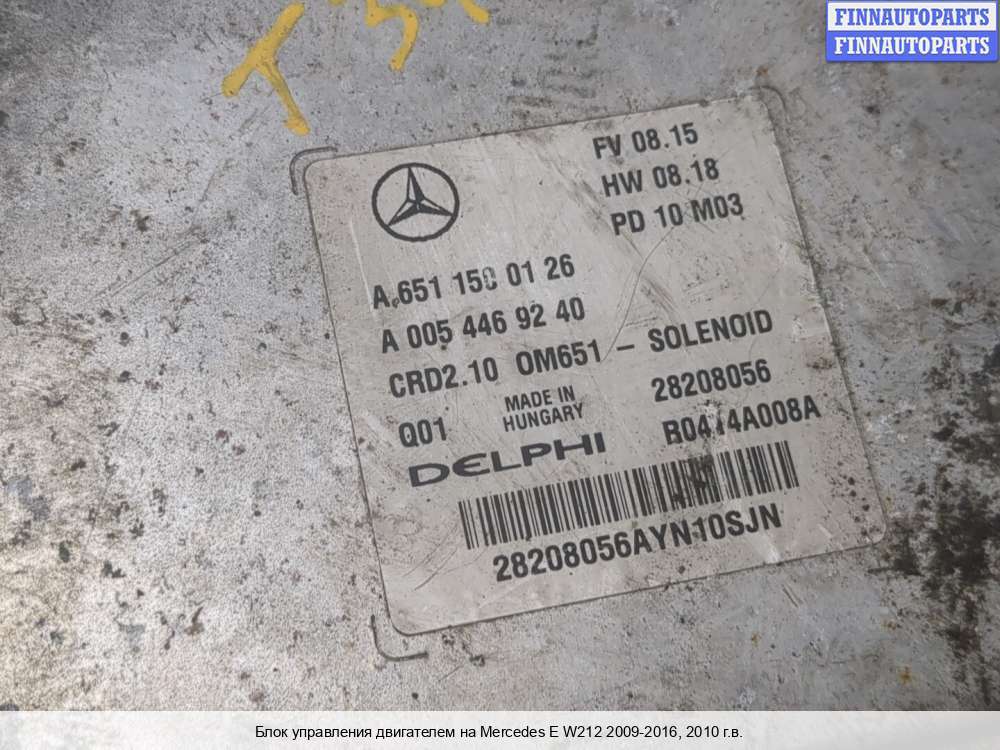 FINNAUTOPARTS
FINNAUTOPARTS
FV 08.15
HW 08.18
PD 10 M03
A 651 150 01 26
A 005 446 92 40
CRD2.10 OM651 – SOLENOID
Q01 MADE IN HUNGARY 28208056
DELPHI R0414A008A
28208056AYN10SJN
Блок управления двигателем на Mercedes E W212 2009-2016, 2010 г.в.